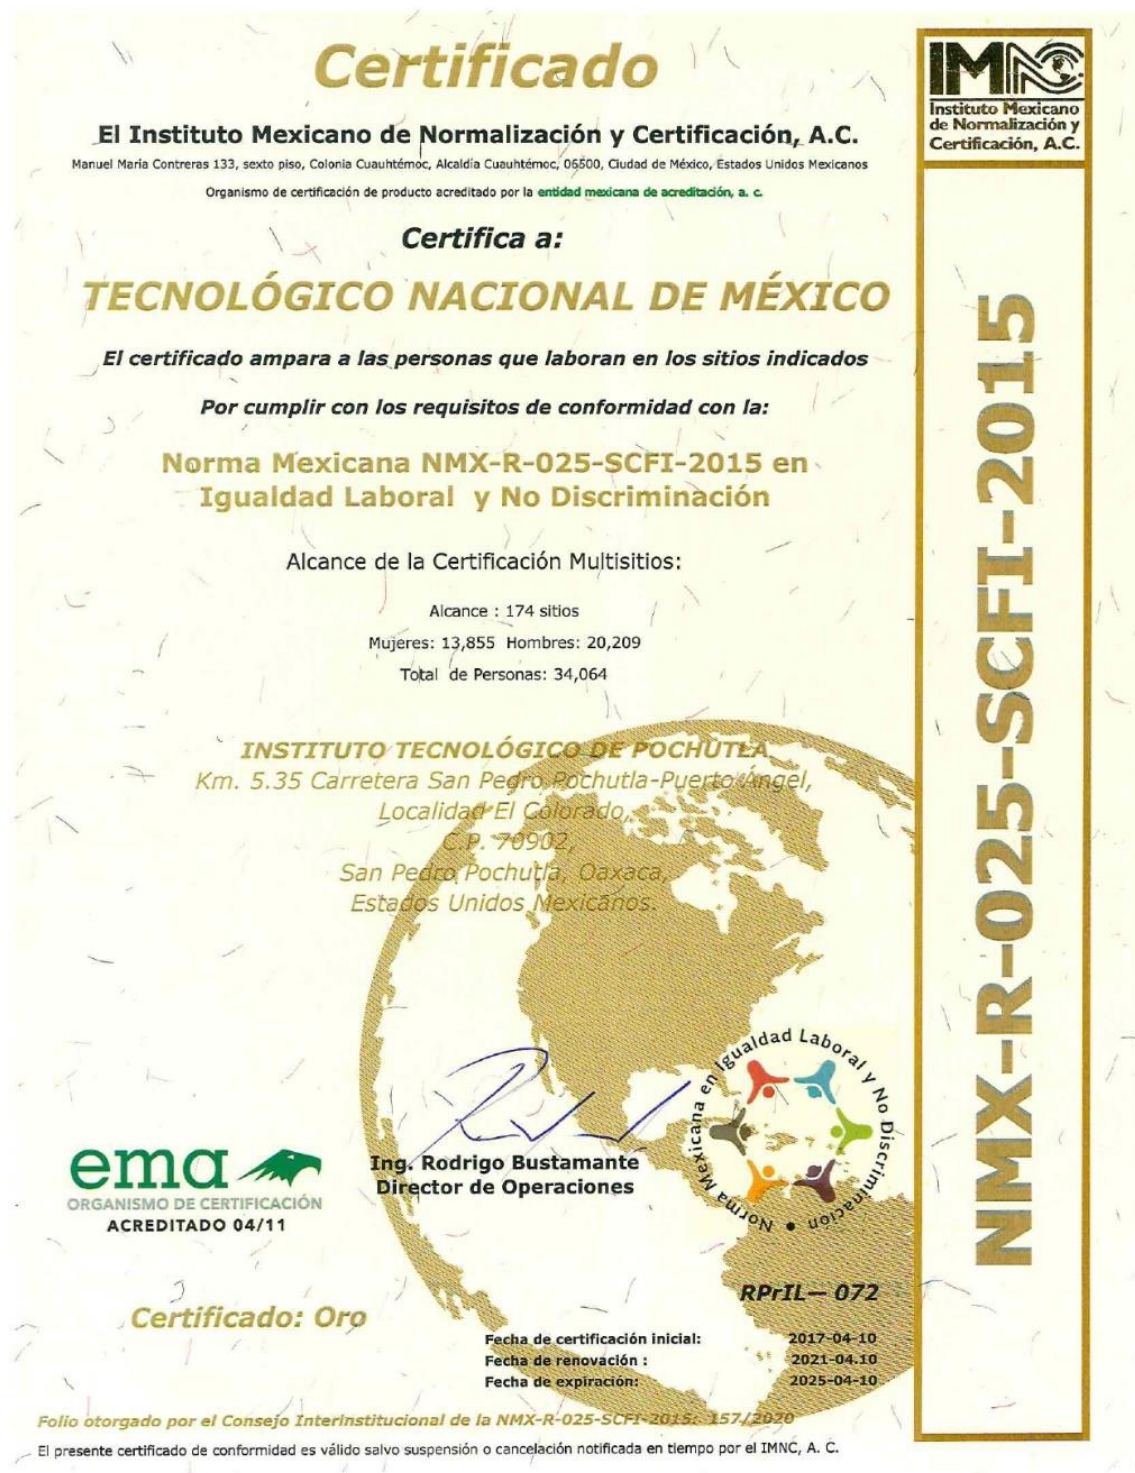 Certificado
El Instituto Mexicano de Normalización y Certificación, A.C.
Manuel María Contreras 133, sexto piso, Colonia Cuauhtémoc, Alcaldía Cuauhtémoc, 06500, Ciudad de México, Estados Unidos Mexicanos
Organismo de certificación de producto acreditado por la entidad mexicana de acreditación, a. c.
Certifica a:
TECNOLÓGICO NACIONAL DE MÉXICO
El certificado ampara a las personas que laboran en los sitios indicados
Por cumplir con los requisitos de conformidad con la:
Norma Mexicana NMX-R-025-SCFI-2015 en
Igualdad Laboral y No Discriminación
Alcance de la Certificación Multisitios:
Alcance : 174 sitios
Mujeres: 13,855 Hombres: 20,209
Total de Personas: 34,064
INSTITUTO TECNOLÓGICO DE POCHUTLA
Km. 5.35 Carretera San Pedro Pochutla-Puerto Ángel,
Localidad El Colorado,
C.P. 70902,
San Pedro Pochutla, Oaxaca,
Estados Unidos Mexicanos.
Norma Mexicana en Igualdad Laboral y No Discriminación •
ema
ORGANISMO DE CERTIFICACIÓN
ACREDITADO 04/11
Ing. Rodrigo Bustamante
Director de Operaciones
RPrIL— 072
Certificado: Oro
Fecha de certificación inicial: 2017-04-10
Fecha de renovación : 2021-04.10
Fecha de expiración: 2025-04-10
Folio otorgado por el Consejo Interinstitucional de la NMX-R-025-SCFI-2015: 157/2020
El presente certificado de conformidad es válido salvo suspensión o cancelación notificada en tiempo por el IMNC, A. C.
IMNC
Instituto Mexicano
de Normalización y
Certificación, A.C.
NMX-R-025-SCFI-2015